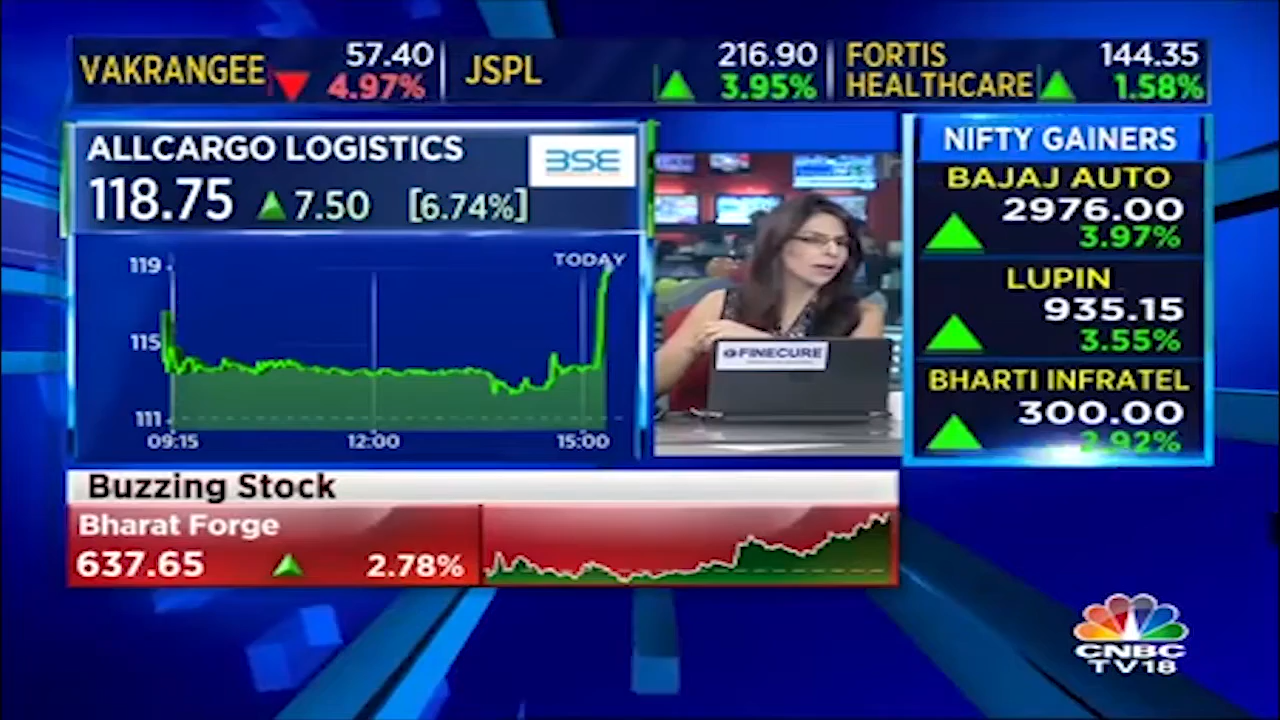 VAKRANGEE 57.40 4.97%
JSPL 216.90 3.95%
FORTIS HEALTHCARE 144.35 1.58%
ALLCARGO LOGISTICS
BSE
118.75 7.50 [6.74%]
TODAY
119
115
111
09:15 12:00 15:00
FINECURE
NIFTY GAINERS
BAJAJ AUTO
2976.00
3.97%
LUPIN
935.15
3.55%
BHARTI INFRATEL
300.00
2.92%
Buzzing Stock
Bharat Forge
637.65 2.78%
CNBC
TV18